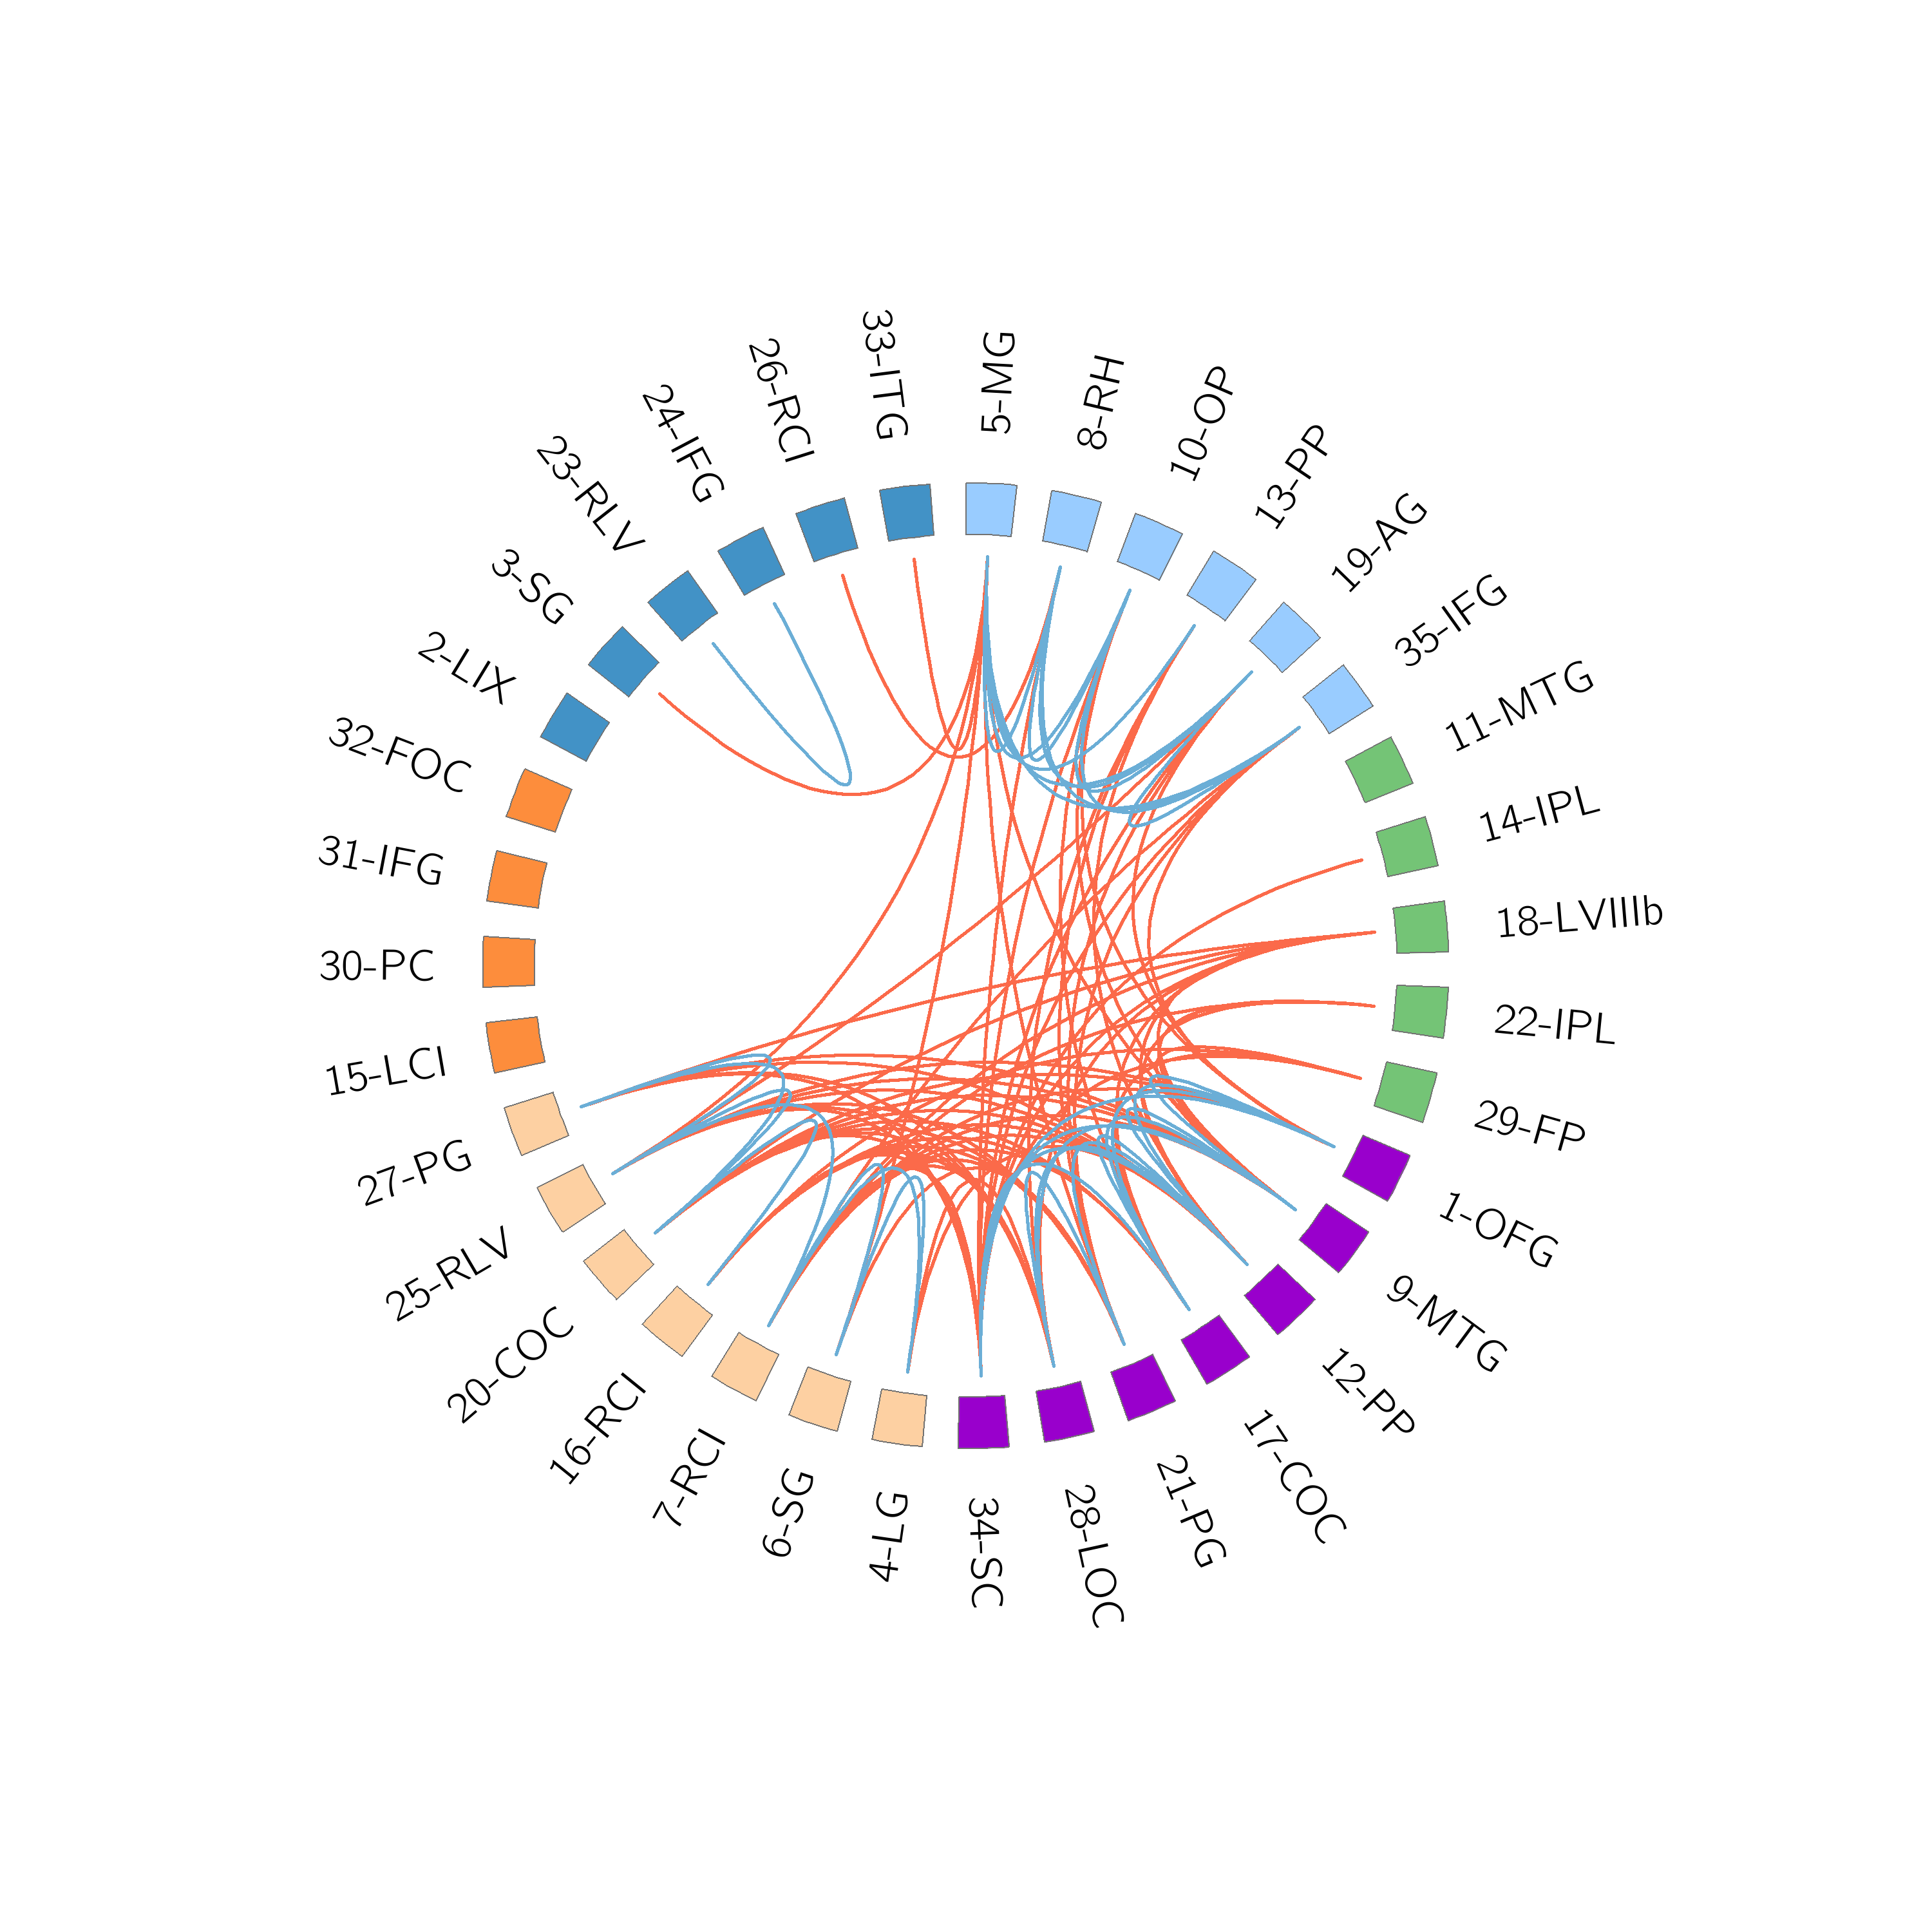 5-MG
8-RH
10-OP
13-PP
19-AG
35-IFG
11-MTG
14-IPL
18-LVIIIIb
22-IPL
29-FP
1-OFG
9-MTG
12-PP
17-COC
21-PG
28-LOC
34-SC
4-LG
6-SG
7-RCI
16-RCI
20-COC
25-RLV
27-PG
15-LCI
30-PC
31-IFG
32-FOC
2-LIX
3-SG
23-RLV
24-IFG
26-RCI
33-ITG